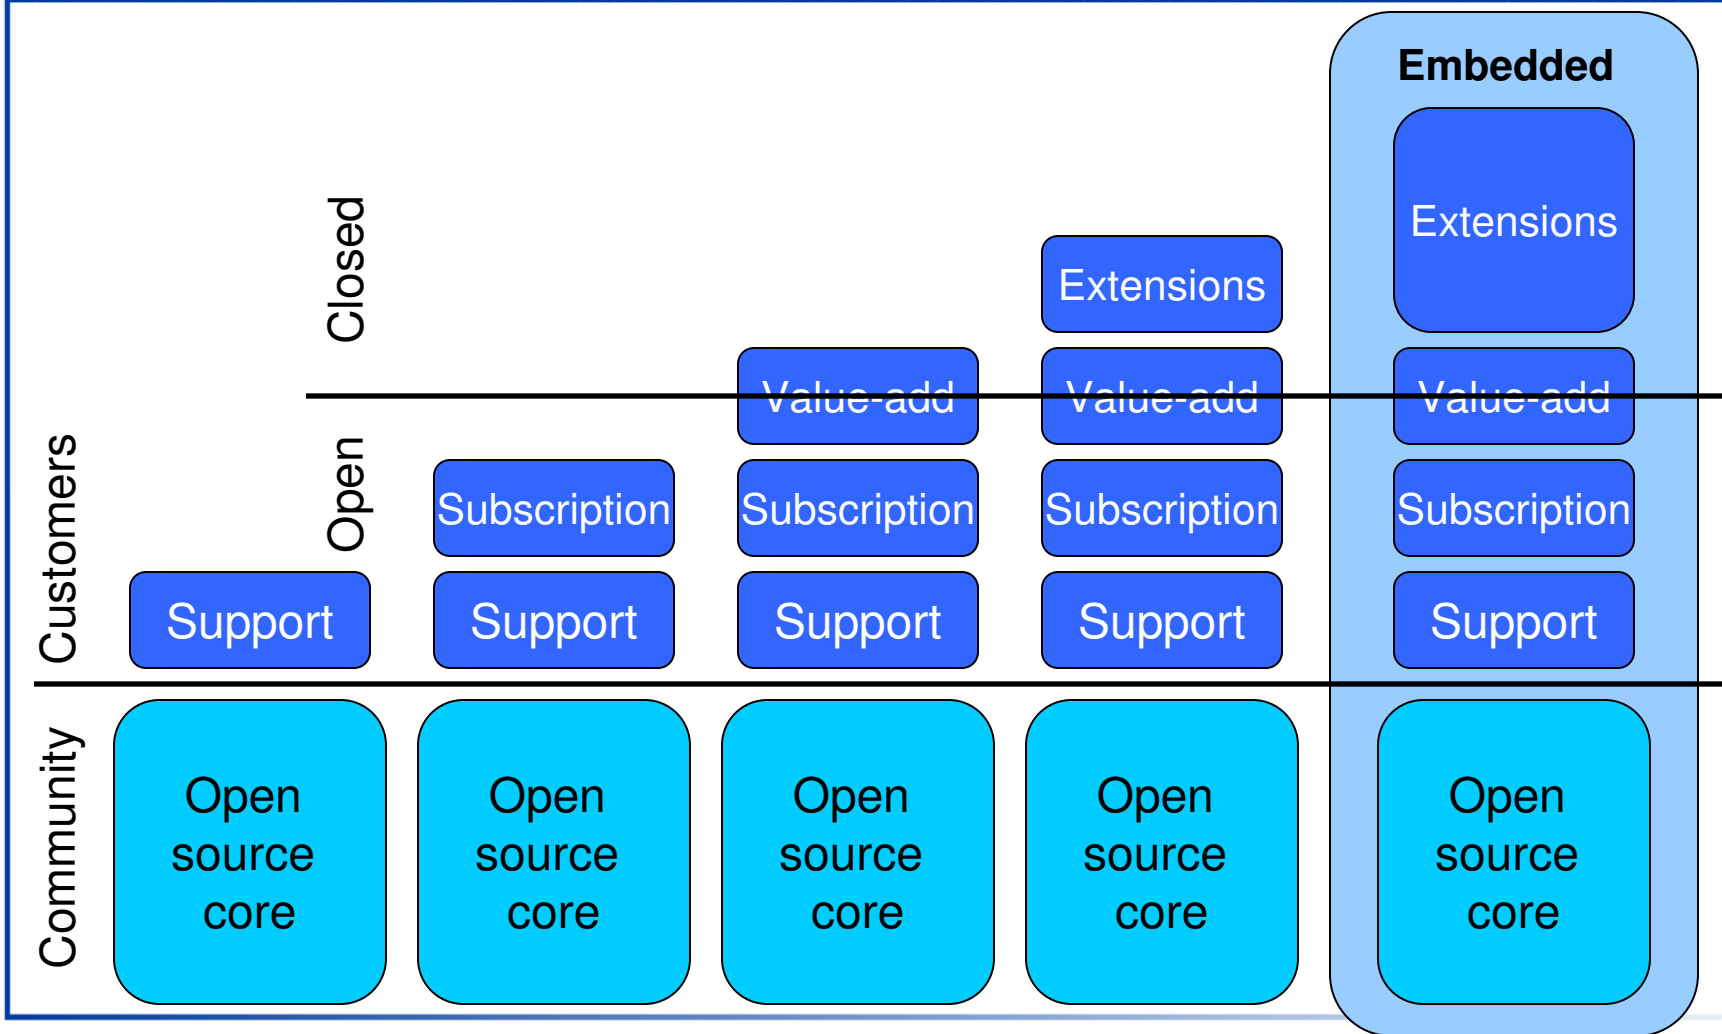 Embedded
Extensions
Closed
Extensions
Value-add
Value-add
Value-add
Customers
Open
Subscription
Subscription
Subscription
Subscription
Support
Support
Support
Support
Support
Community
Open
source
core
Open
source
core
Open
source
core
Open
source
core
Open
source
core